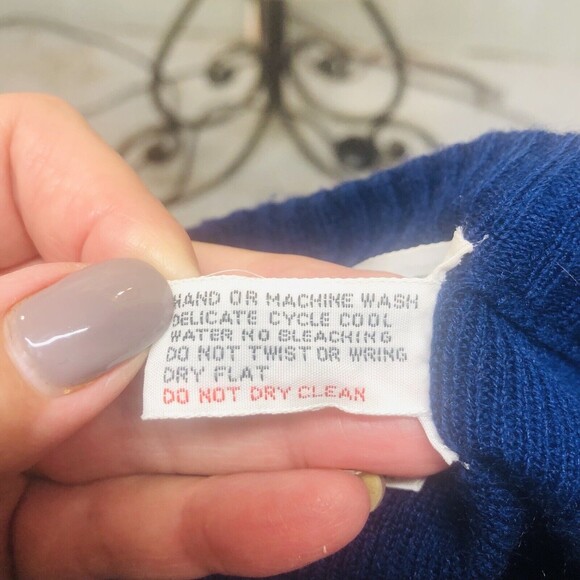 HAND OR MACHINE WASH
DELICATE CYCLE COOL
WATER NO BLEACHING
DO NOT TWIST OR WRING
DRY FLAT
DO NOT DRY CLEAN